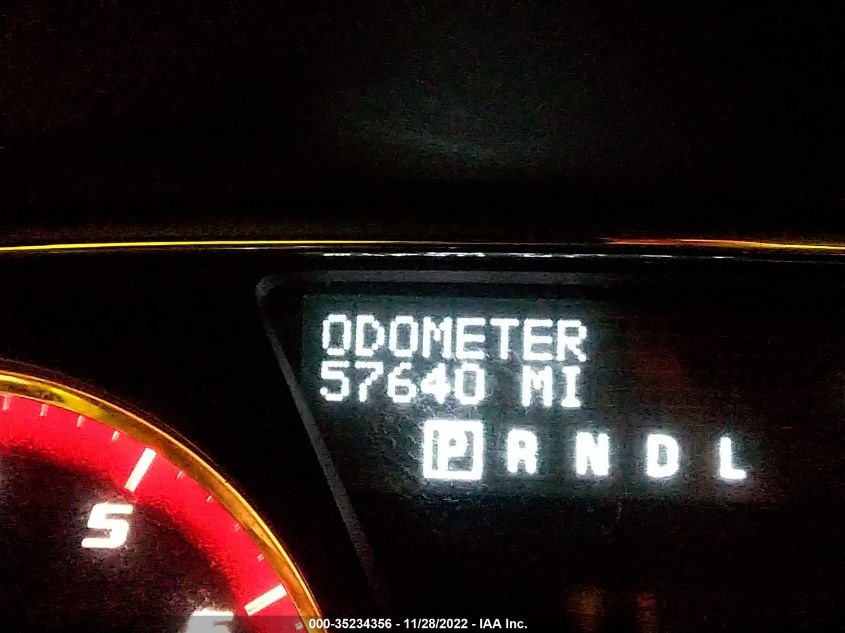 ODOMETER
57640 MI
P R N D L
5
000-35234356 - 11/28/2022 - IAA Inc.